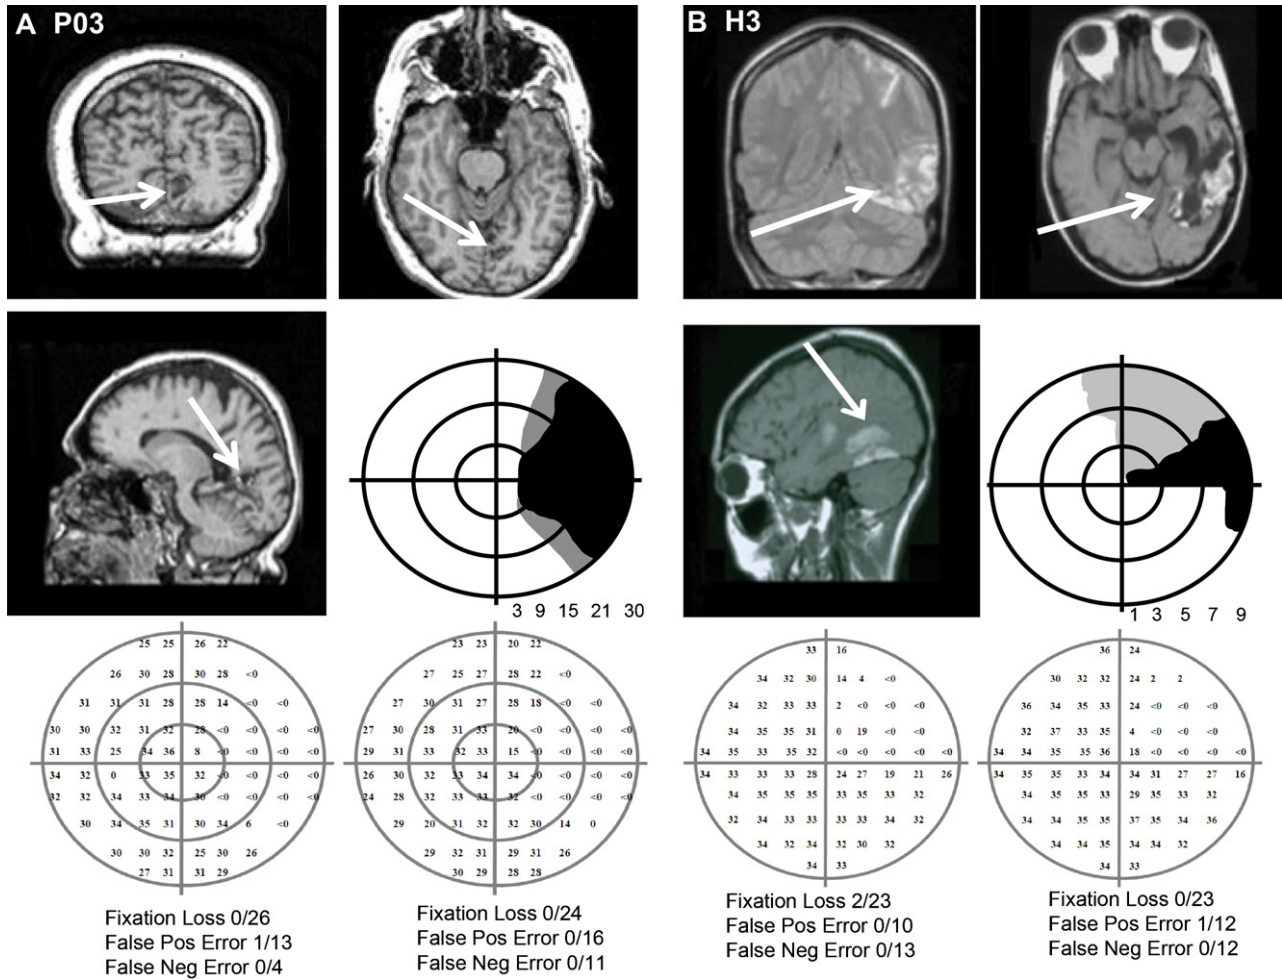 A P03
B H3
3 9 15 21 30
1 3 5 7 9
25 25 26 22
26 30 28 30 28 <0
31 31 31 28 28 14 <0 <0
30 30 32 31 32 28 <0 <0 <0 <0
31 33 25 34 36 8 <0 <0 <0 <0
34 32 0 33 35 32 <0 <0 <0 <0
32 32 34 33 34 30 <0 <0 <0 <0
30 34 35 31 30 34 6 <0
30 30 32 25 30 26
27 31 31 29
Fixation Loss 0/26
False Pos Error 1/13
False Neg Error 0/4
23 23 20 22
27 25 27 28 22 <0
27 30 31 27 28 18 <0 <0
27 30 28 31 33 20 <0 <0 <0 <0
29 31 33 32 33 15 <0 <0 <0 <0
26 30 32 33 34 34 <0 <0 <0 <0
24 28 32 33 33 32 <0 <0 <0 <0
29 20 31 32 32 30 14 0
29 32 31 29 31 26
30 29 28 28
Fixation Loss 0/24
False Pos Error 0/16
False Neg Error 0/11
33 16
34 32 30 14 4 <0
34 32 33 33 2 <0 <0 <0
34 35 35 31 0 19 <0 <0
34 35 33 35 32 <0 <0 <0 <0 <0
34 33 33 33 28 24 27 19 21 26
34 35 35 35 33 35 33 32
32 34 33 33 33 33 34 32
34 32 34 32 30 32
34 33
Fixation Loss 2/23
False Pos Error 0/10
False Neg Error 0/13
36 24
30 32 32 24 2 2
36 34 35 33 24 <0 <0 <0
32 37 33 35 4 <0 <0 <0
34 34 35 35 36 18 <0 <0 <0 <0
34 35 35 33 34 34 31 27 27 16
34 35 34 33 29 35 33 32
34 34 35 35 37 35 34 36
34 34 35 34 34 32
34 33
Fixation Loss 0/23
False Pos Error 1/12
False Neg Error 0/12